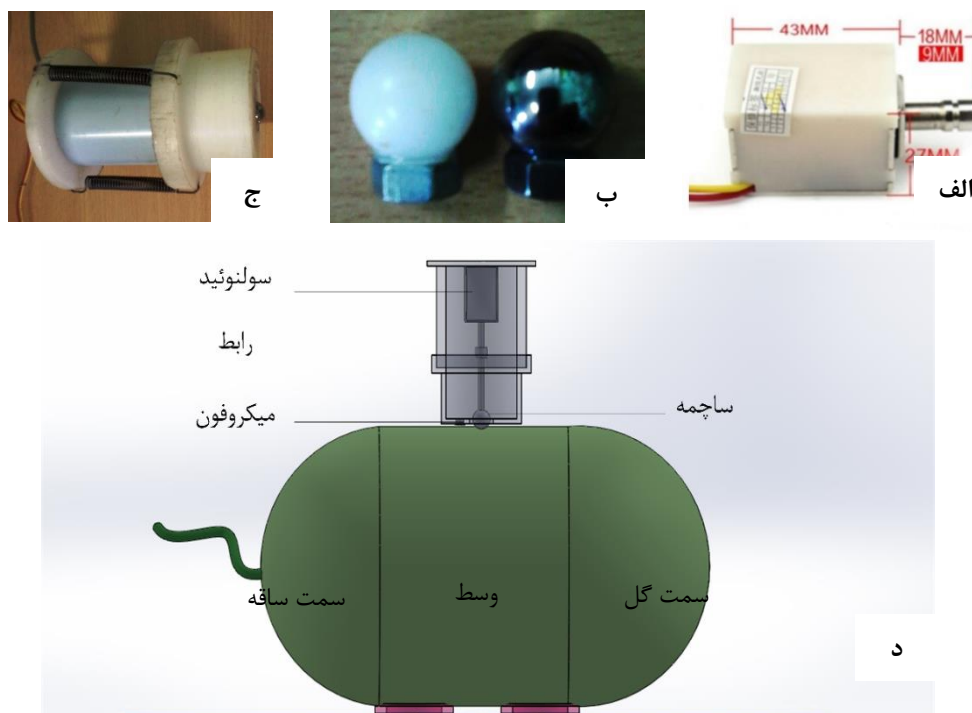 43MM
18MM
9MM
27MM
ج
ب
الف
سولنوئید
رابط
میکروفون
ساچمه
سمت ساقه
وسط
سمت گل
د